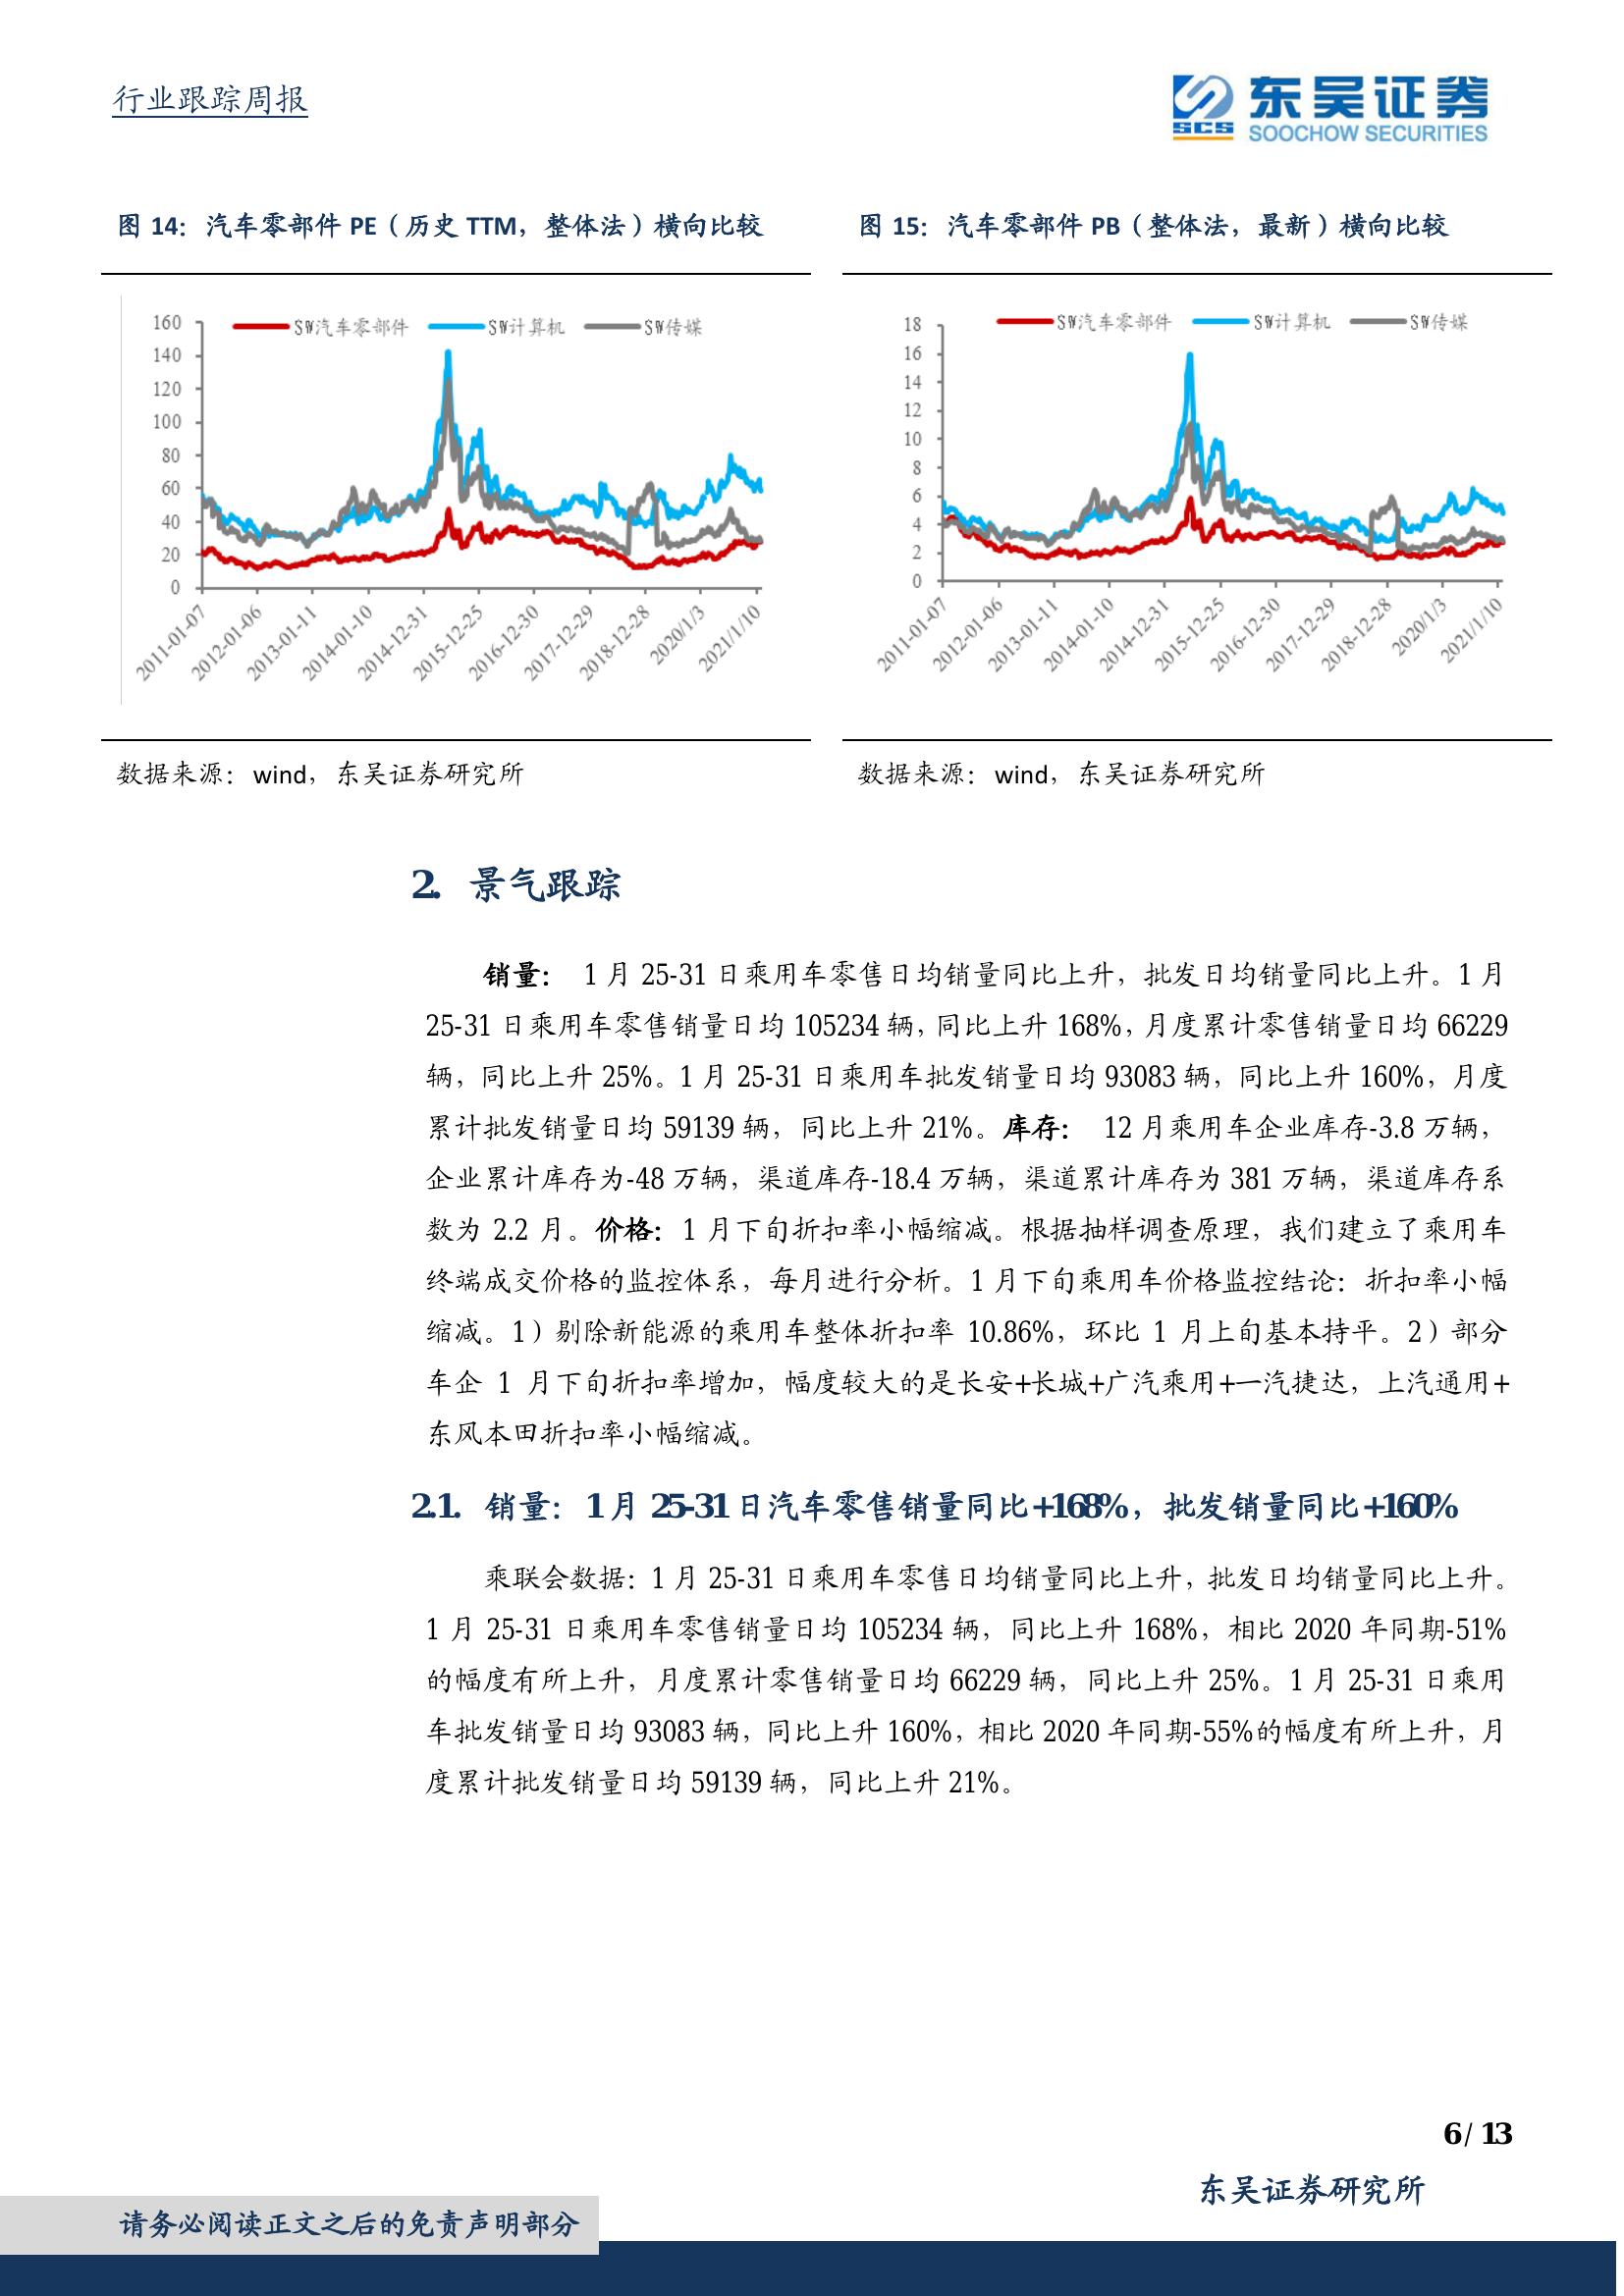 行业跟踪周报
东吴证券
SCS
SOOCHOW SECURITIES
图 14：汽车零部件 PE（历史 TTM，整体法）横向比较
160
140
120
100
80
60
40
20
0
SW汽车零部件 SW计算机 SW传媒
2011-01-07 2012-01-06 2013-01-11 2014-01-10 2014-12-31 2015-12-25 2016-12-30 2017-12-29 2018-12-28 2020/1/3 2021/1/10
数据来源：wind，东吴证券研究所
图 15：汽车零部件 PB（整体法，最新）横向比较
18
16
14
12
10
8
6
4
2
0
SW汽车零部件 SW计算机 SW传媒
2011-01-07 2012-01-06 2013-01-11 2014-01-10 2014-12-31 2015-12-25 2016-12-30 2017-12-29 2018-12-28 2020/1/3 2021/1/10
数据来源：wind，东吴证券研究所
2. 景气跟踪
销量： 1 月 25-31 日乘用车零售日均销量同比上升，批发日均销量同比上升。1 月
25-31 日乘用车零售销量日均 105234 辆，同比上升 168%，月度累计零售销量日均 66229
辆，同比上升 25%。1 月 25-31 日乘用车批发销量日均 93083 辆，同比上升 160%，月度
累计批发销量日均 59139 辆，同比上升 21%。库存： 12 月乘用车企业库存-3.8 万辆，
企业累计库存为-48 万辆，渠道库存-18.4 万辆，渠道累计库存为 381 万辆，渠道库存系
数为 2.2 月。价格：1 月下旬折扣率小幅缩减。根据抽样调查原理，我们建立了乘用车
终端成交价格的监控体系，每月进行分析。1 月下旬乘用车价格监控结论：折扣率小幅
缩减。1）剔除新能源的乘用车整体折扣率 10.86%，环比 1 月上旬基本持平。2）部分
车企 1 月下旬折扣率增加，幅度较大的是长安+长城+广汽乘用+一汽捷达，上汽通用+
东风本田折扣率小幅缩减。
2.1. 销量：1 月 25-31 日汽车零售销量同比+168%，批发销量同比+160%
乘联会数据：1 月 25-31 日乘用车零售日均销量同比上升，批发日均销量同比上升。
1 月 25-31 日乘用车零售销量日均 105234 辆，同比上升 168%，相比 2020 年同期-51%
的幅度有所上升，月度累计零售销量日均 66229 辆，同比上升 25%。1 月 25-31 日乘用
车批发销量日均 93083 辆，同比上升 160%，相比 2020 年同期-55%的幅度有所上升，月
度累计批发销量日均 59139 辆，同比上升 21%。
6 / 13
东吴证券研究所
请务必阅读正文之后的免责声明部分